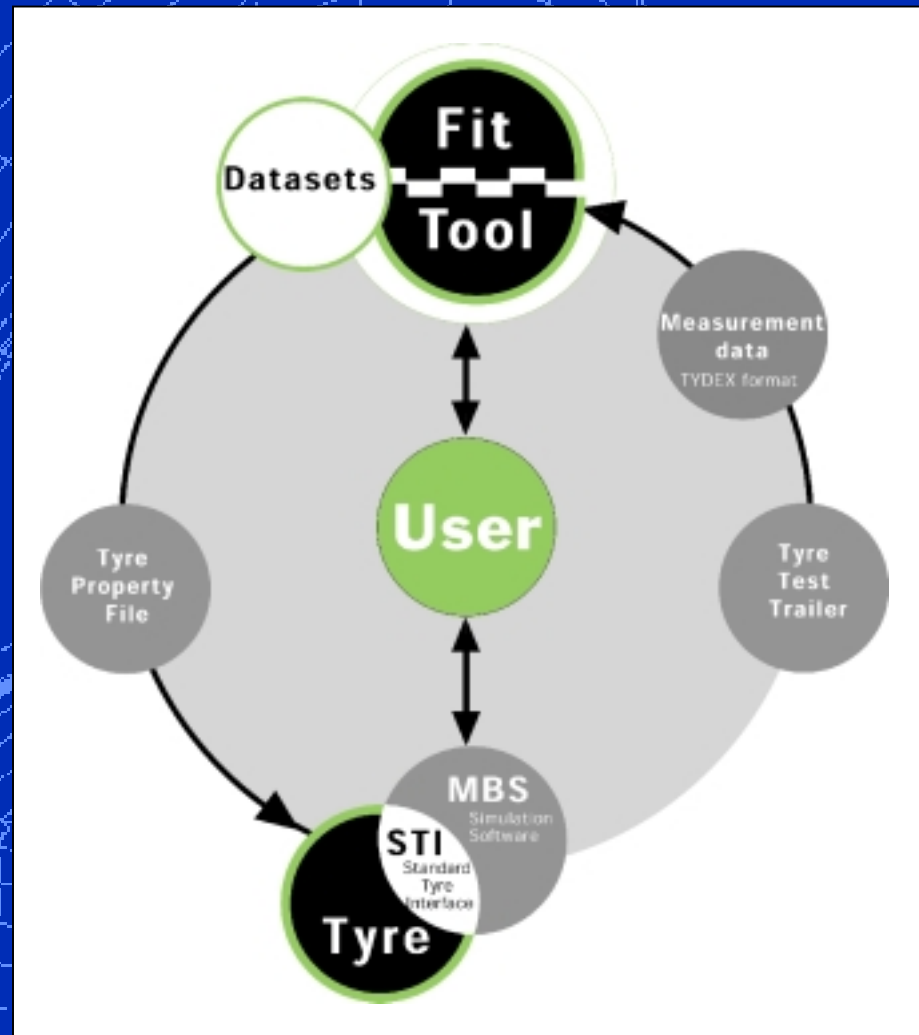 Fit
Tool
Datasets
Measurement
data
TYDEX format
User
Tyre
Property
File
Tyre
Test
Trailer
MBS
Simulation
Software
STI
Standard
Tyre
Interface
Tyre